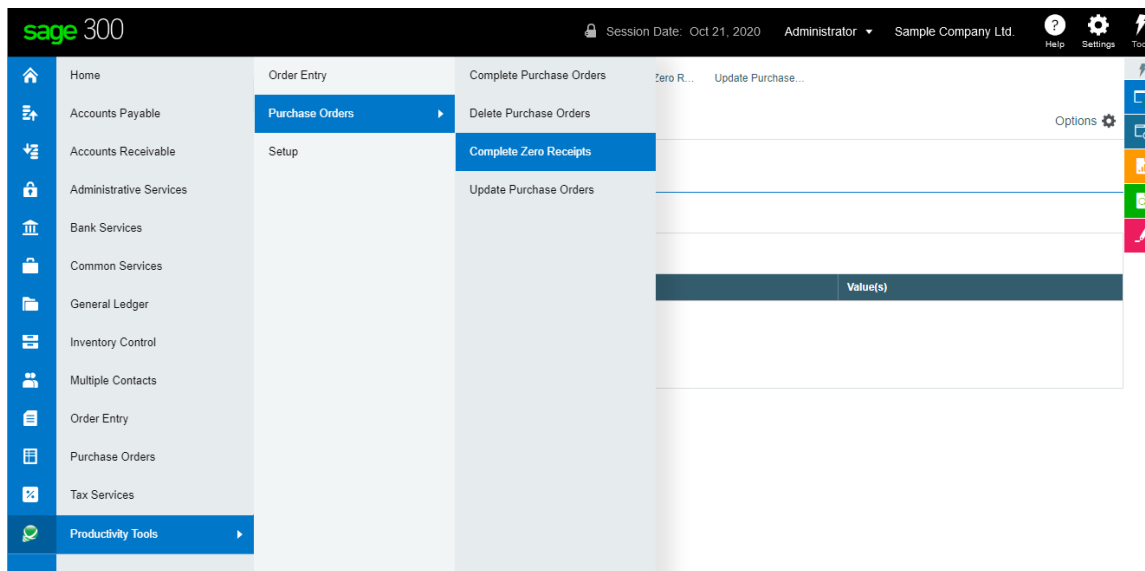 sage 300
Session Date: Oct 21, 2020 Administrator Sample Company Ltd.
Help Settings
Home Order Entry Complete Purchase Orders Zero R... Update Purchase...
Accounts Payable Purchase Orders Delete Purchase Orders
Options
Accounts Receivable Setup Complete Zero Receipts
Administrative Services Update Purchase Orders
Bank Services
Common Services
Value(s)
General Ledger
Inventory Control
Multiple Contacts
Order Entry
Purchase Orders
Tax Services
Productivity Tools